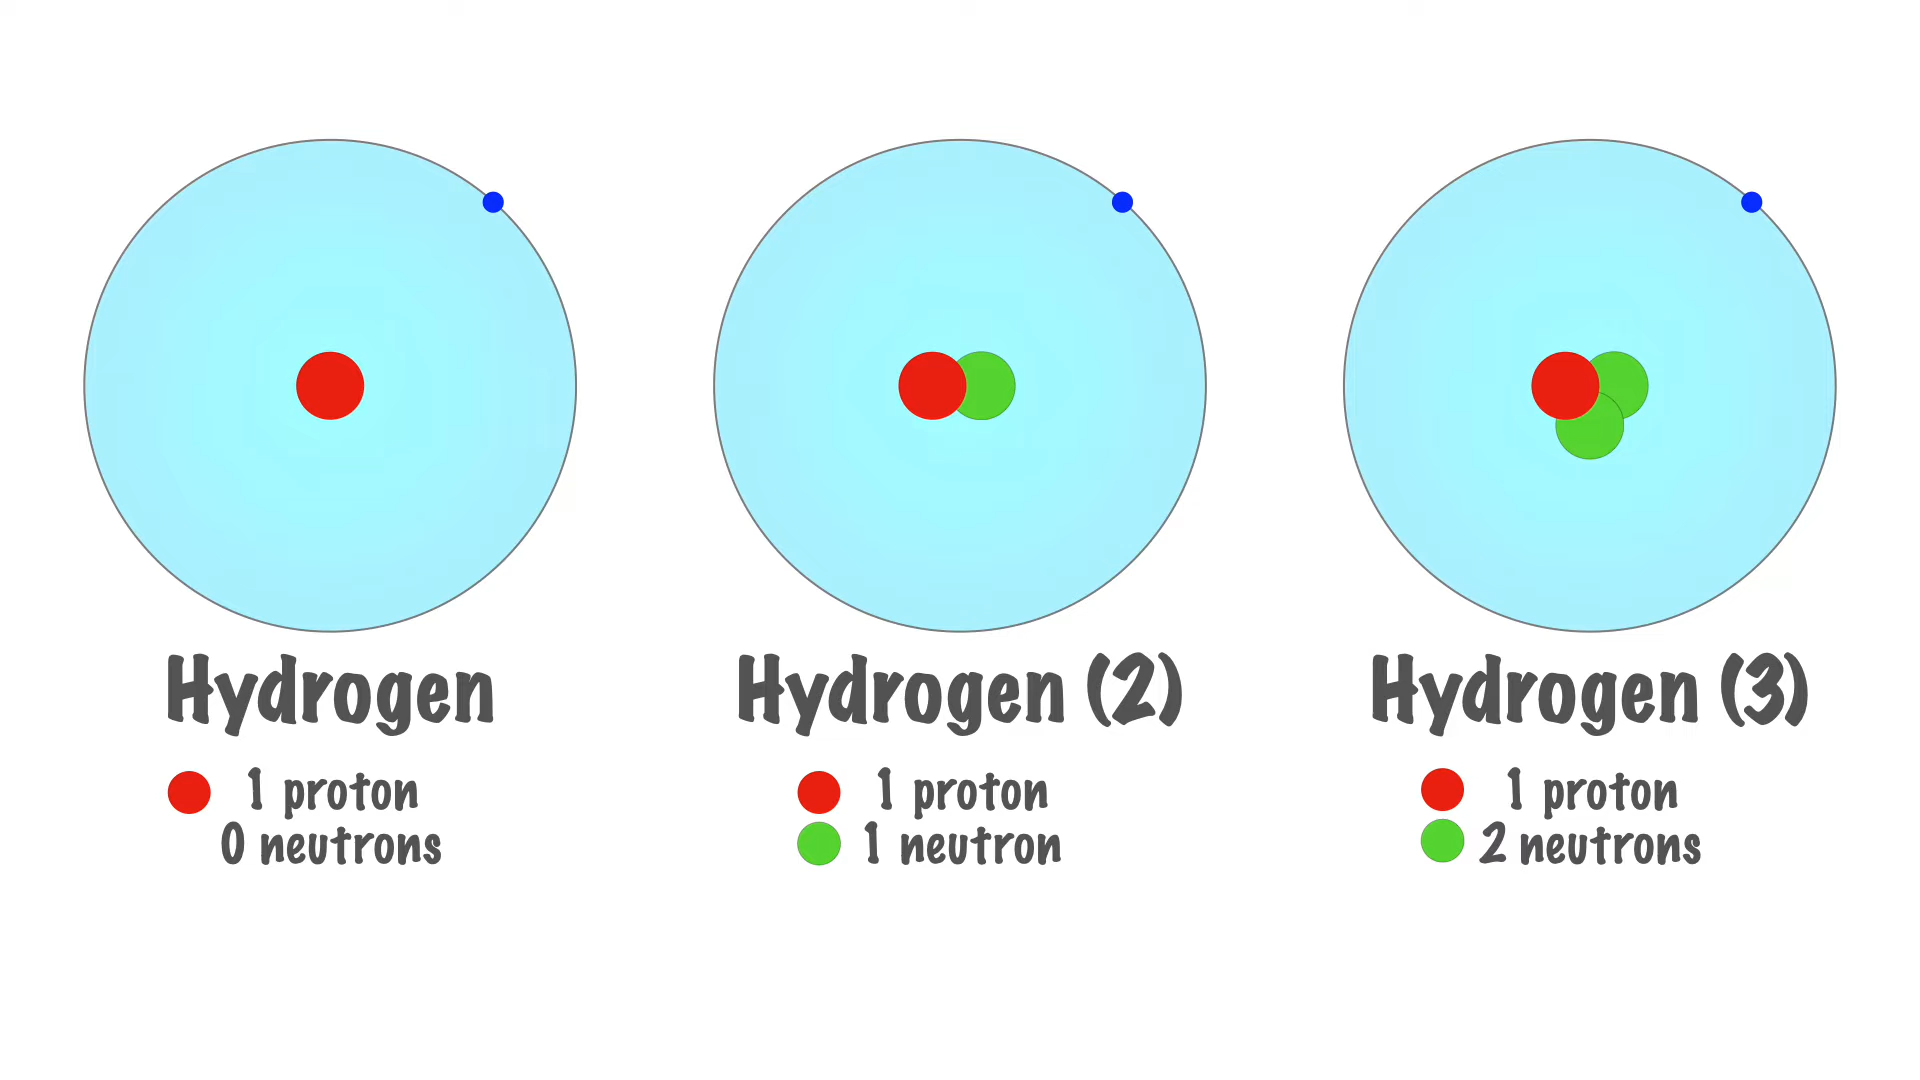 Hydrogen
1 proton
0 neutrons
Hydrogen (2)
1 proton
1 neutron
Hydrogen (3)
1 proton
2 neutrons